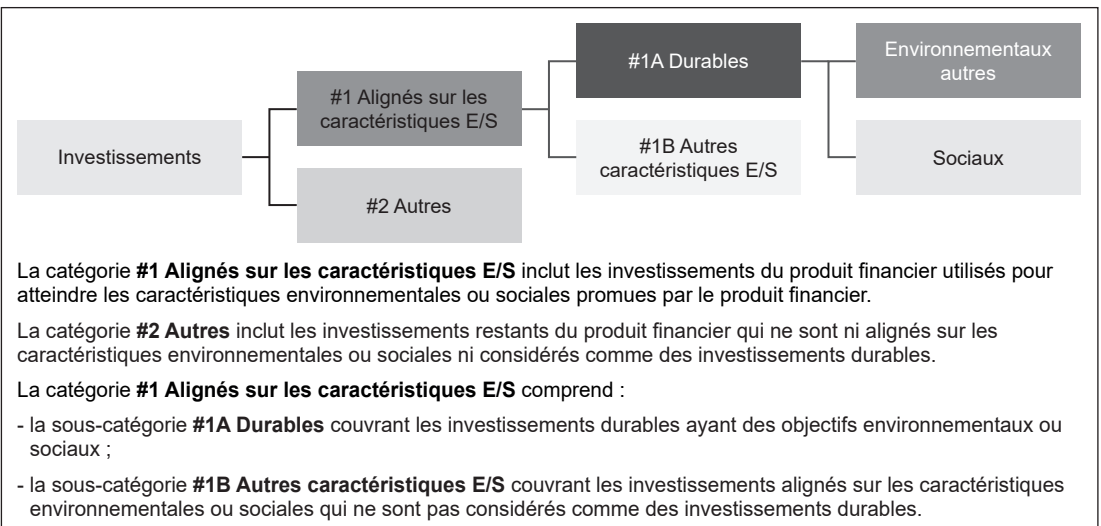 Investissements
#1 Alignés sur les
caractéristiques E/S
#2 Autres
#1A Durables
#1B Autres
caractéristiques E/S
Environnementaux
autres
Sociaux
La catégorie #1 Alignés sur les caractéristiques E/S inclut les investissements du produit financier utilisés pour
atteindre les caractéristiques environnementales ou sociales promues par le produit financier.
La catégorie #2 Autres inclut les investissements restants du produit financier qui ne sont ni alignés sur les
caractéristiques environnementales ou sociales ni considérés comme des investissements durables.
La catégorie #1 Alignés sur les caractéristiques E/S comprend :
- la sous-catégorie #1A Durables couvrant les investissements durables ayant des objectifs environnementaux ou
sociaux ;
- la sous-catégorie #1B Autres caractéristiques E/S couvrant les investissements alignés sur les caractéristiques
environnementales ou sociales qui ne sont pas considérés comme des investissements durables.